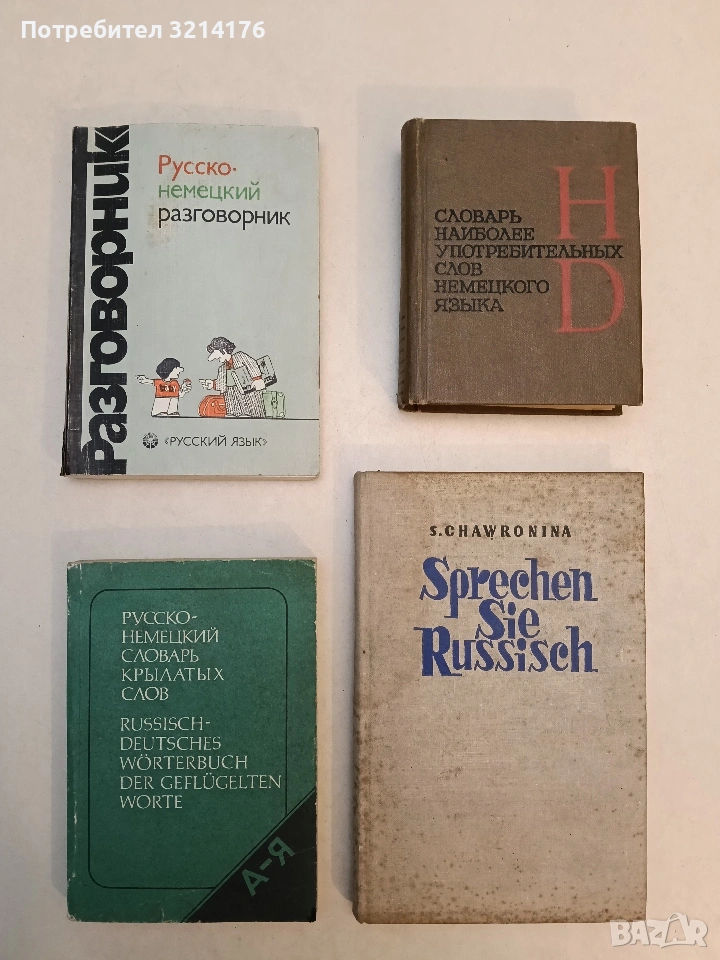 Потребител 3214176
Разговорник
Русско-
немецкий
разговорник
«РУССКИЙ ЯЗЫК»
СЛОВАРЬ
НАИБОЛЕЕ
УПОТРЕБИТЕЛЬНЫХ
СЛОВ
НЕМЕЦКОГО
ЯЗЫКА
Н
D
РУССКО-
НЕМЕЦКИЙ
СЛОВАРЬ
КРЫЛАТЫХ
СЛОВ
RUSSISCH-
DEUTSCHES
WÖRTERBUCH
DER GEFLÜGELTEN
WORTE
А-Я
S. CHAWRONINA
Sprechen
Sie
Russisch
BAZAR